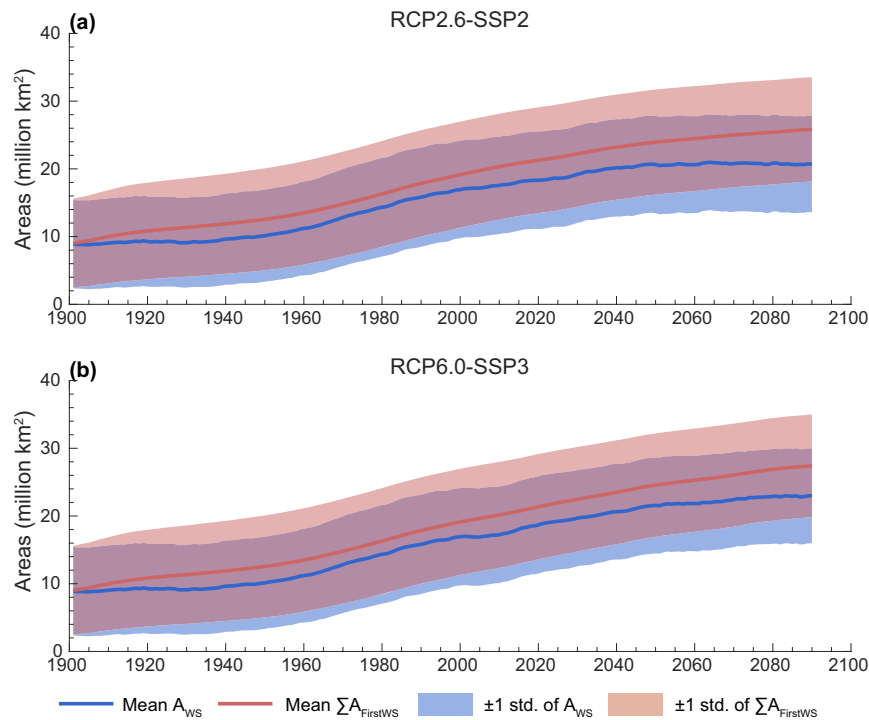 (a)
RCP2.6-SSP2
Areas (million km²)
40
30
20
10
0
1900 1920 1940 1960 1980 2000 2020 2040 2060 2080 2100
(b)
RCP6.0-SSP3
Areas (million km²)
40
30
20
10
0
1900 1920 1940 1960 1980 2000 2020 2040 2060 2080 2100
Mean A_WS Mean ∑A_FirstWS ±1 std. of A_WS ±1 std. of ∑A_FirstWS